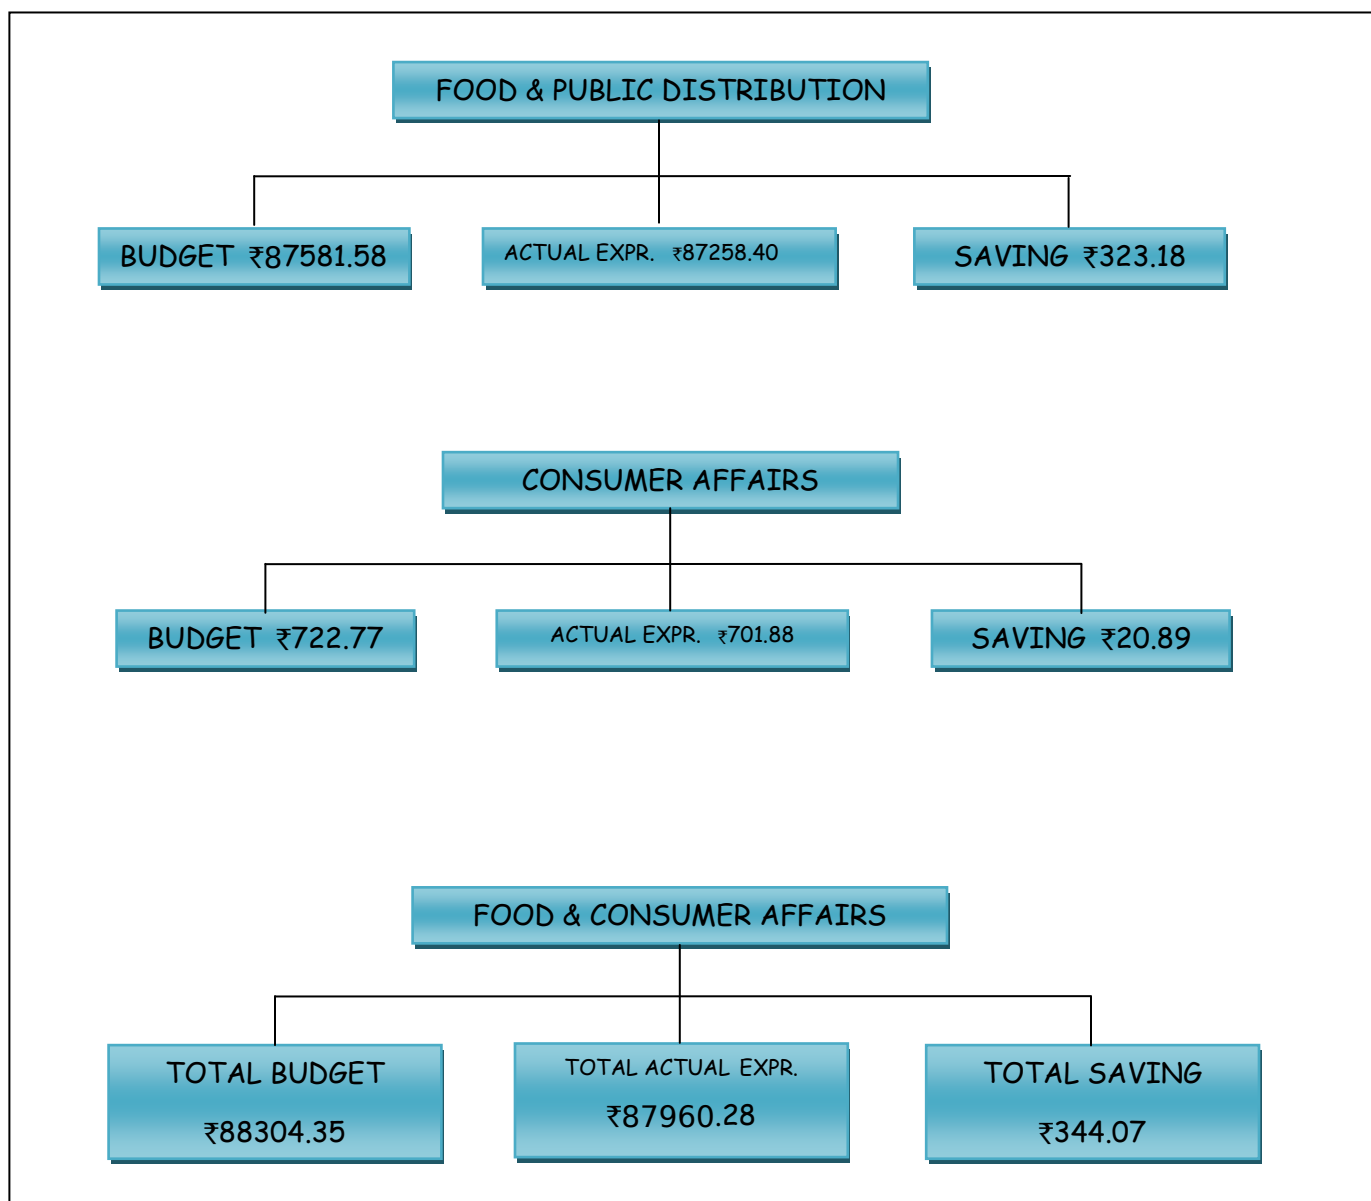 FOOD & PUBLIC DISTRIBUTION
BUDGET ₹87581.58
ACTUAL EXPR. ₹87258.40
SAVING ₹323.18
CONSUMER AFFAIRS
BUDGET ₹722.77
ACTUAL EXPR. ₹701.88
SAVING ₹20.89
FOOD & CONSUMER AFFAIRS
TOTAL BUDGET
₹88304.35
TOTAL ACTUAL EXPR.
₹87960.28
TOTAL SAVING
₹344.07